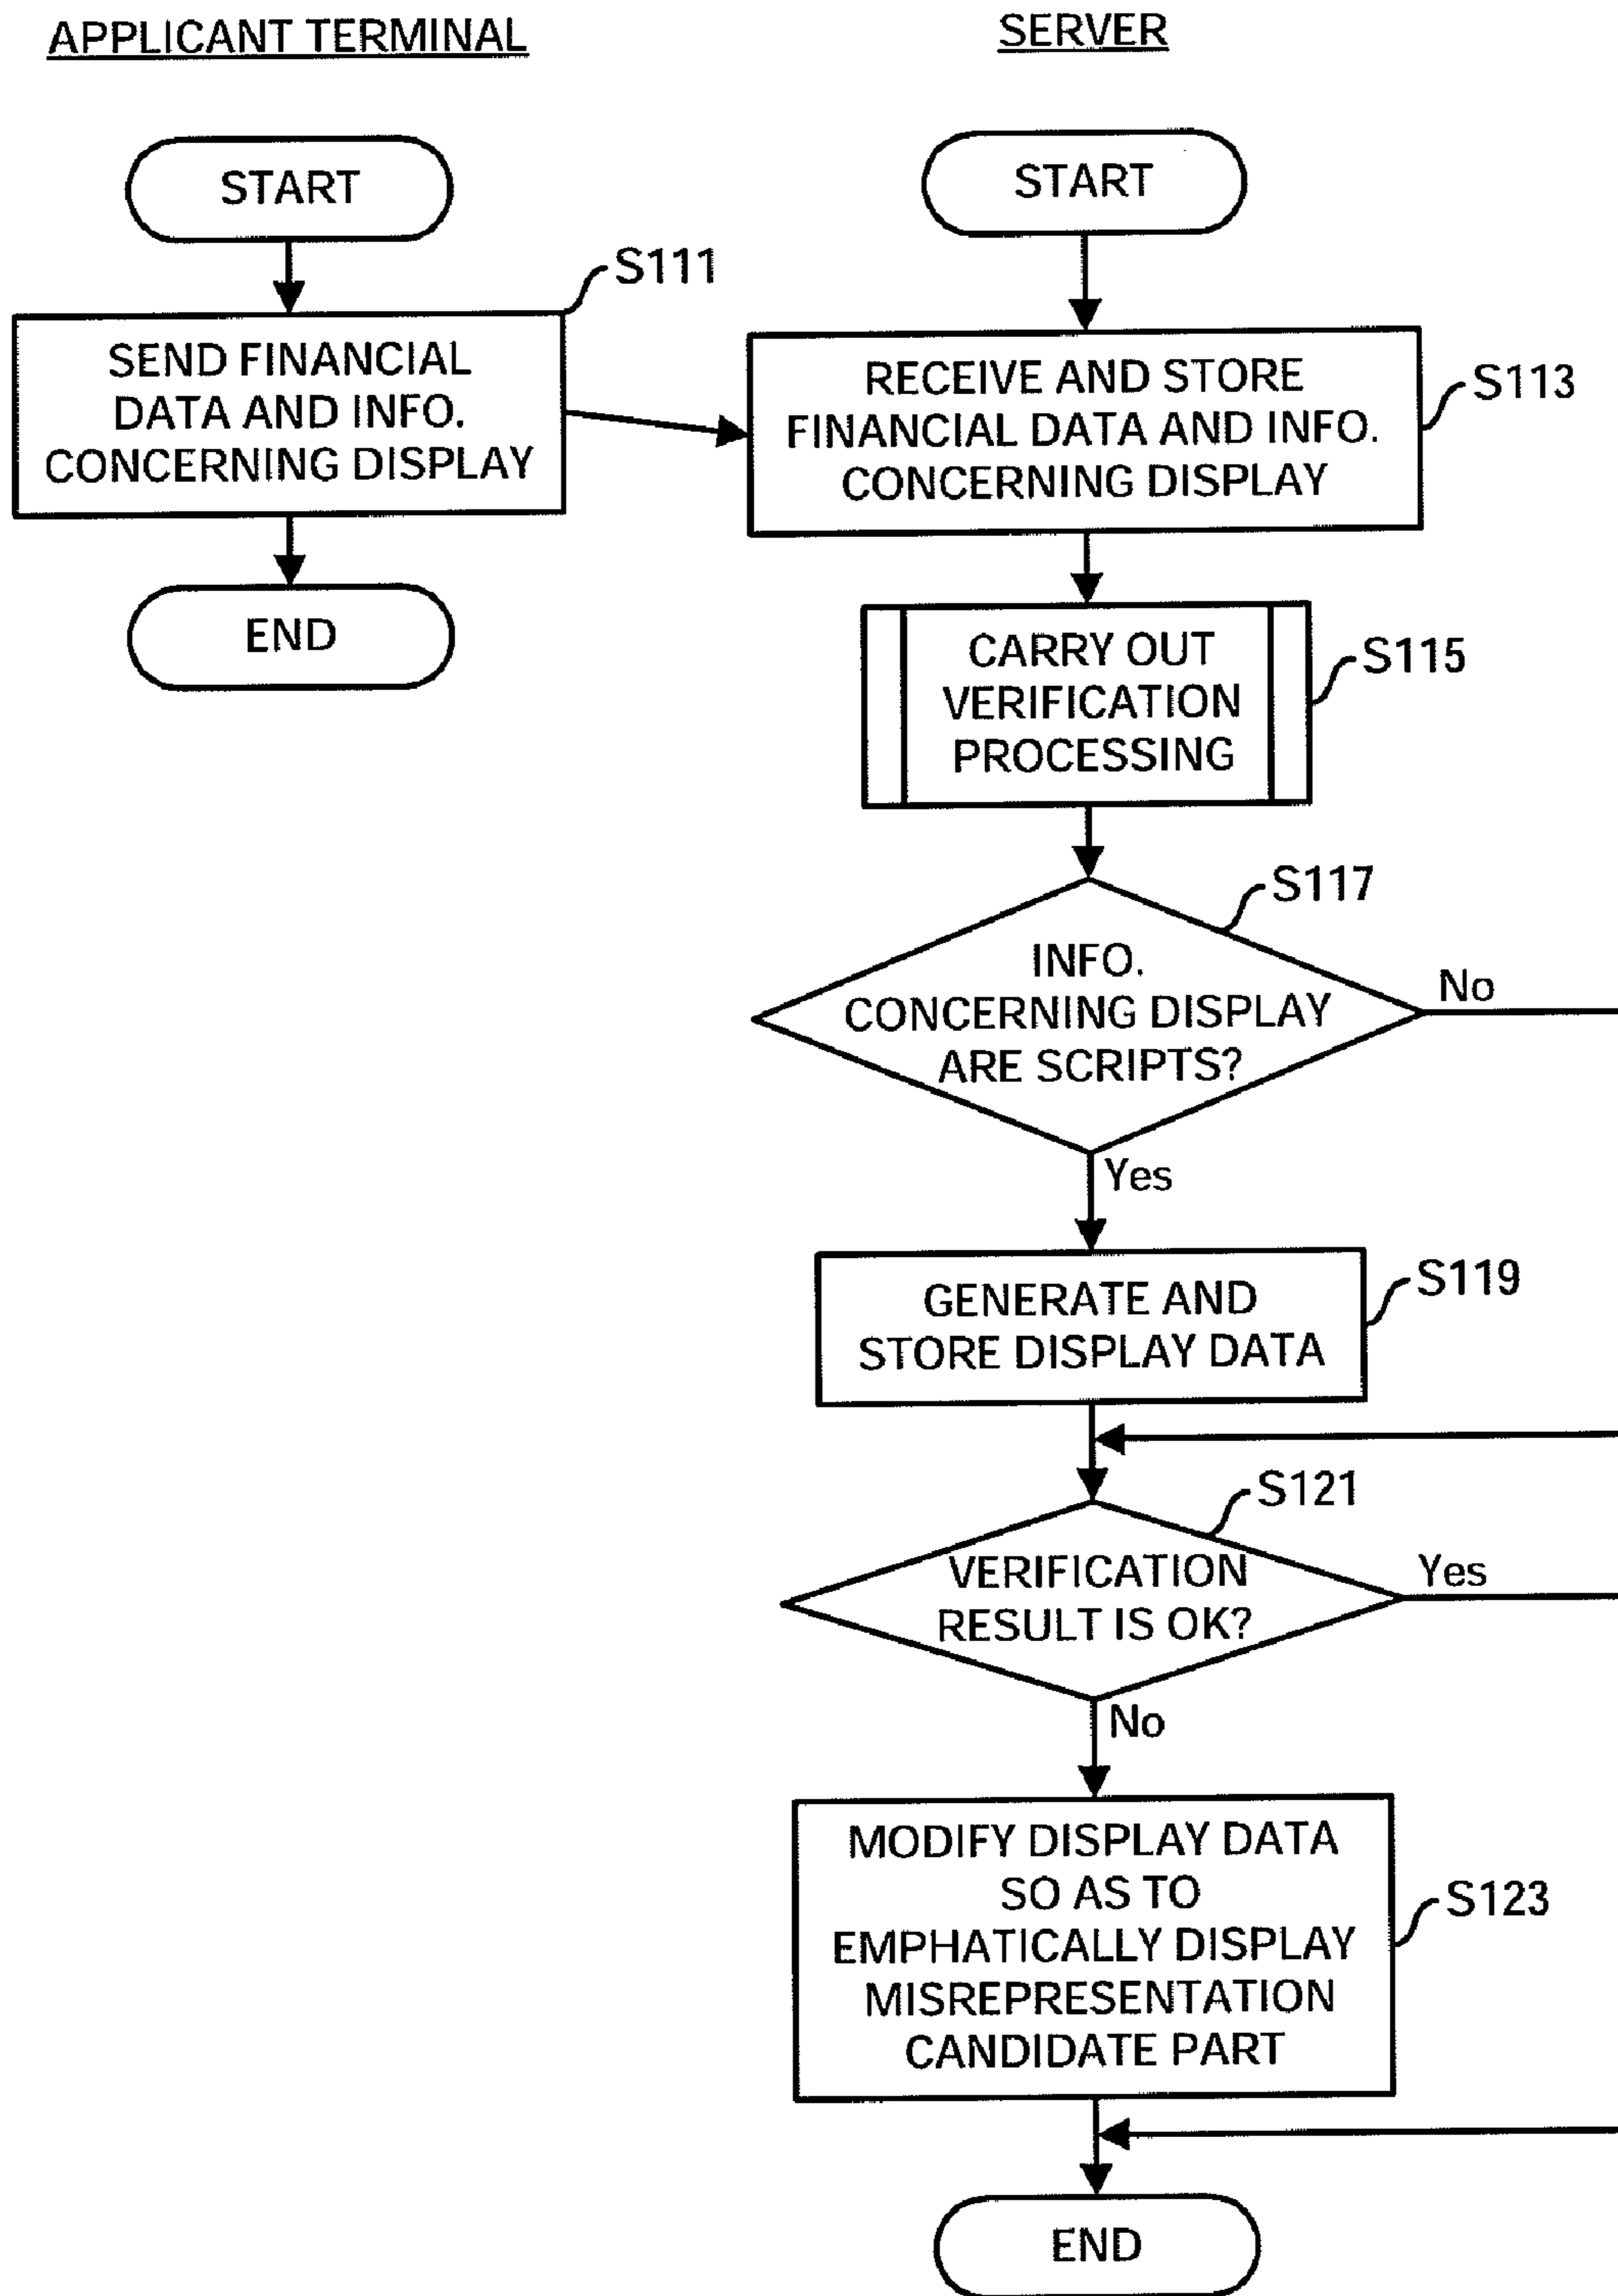 APPLICANT TERMINAL
SERVER
START
START
S111
SEND FINANCIAL
DATA AND INFO.
CONCERNING DISPLAY
RECEIVE AND STORE
FINANCIAL DATA AND INFO.
CONCERNING DISPLAY
S113
END
CARRY OUT
VERIFICATION
PROCESSING
S115
S117
INFO.
CONCERNING DISPLAY
ARE SCRIPTS?
No
Yes
GENERATE AND
STORE DISPLAY DATA
S119
S121
VERIFICATION
RESULT IS OK?
Yes
No
MODIFY DISPLAY DATA
SO AS TO
EMPHATICALLY DISPLAY
MISREPRESENTATION
CANDIDATE PART
S123
END